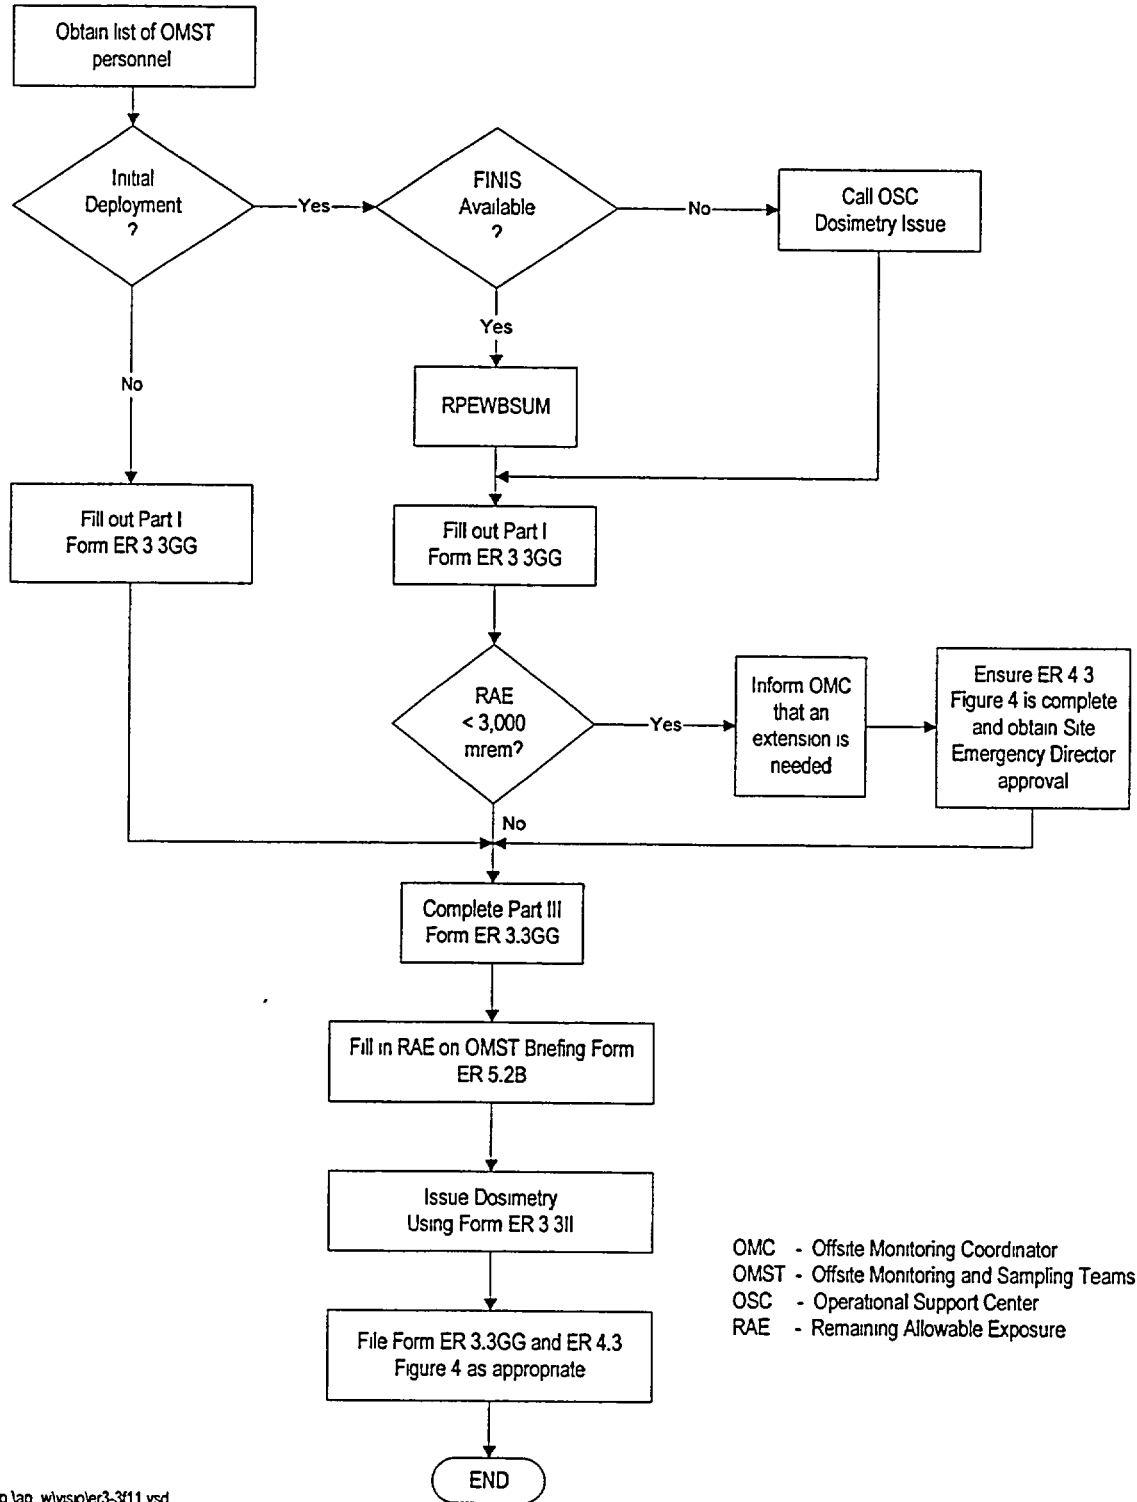 Obtain list of OMST
personnel
Initial
Deployment
?
Yes
FINIS
Available
?
No
Call OSC
Dosimetry Issue
Yes
No
RPEWBSUM
Fill out Part I
Form ER 3 3GG
Fill out Part I
Form ER 3 3GG
RAE
< 3,000
mrem?
Yes
Inform OMC
that an
extension is
needed
Ensure ER 4 3
Figure 4 is complete
and obtain Site
Emergency Director
approval
No
Complete Part III
Form ER 3.3GG
Fill in RAE on OMST Briefing Form
ER 5.2B
Issue Dosimetry
Using Form ER 3 3II
OMC - Offsite Monitoring Coordinator
OMST - Offsite Monitoring and Sampling Teams
OSC - Operational Support Center
RAE - Remaining Allowable Exposure
File Form ER 3.3GG and ER 4.3
Figure 4 as appropriate
END